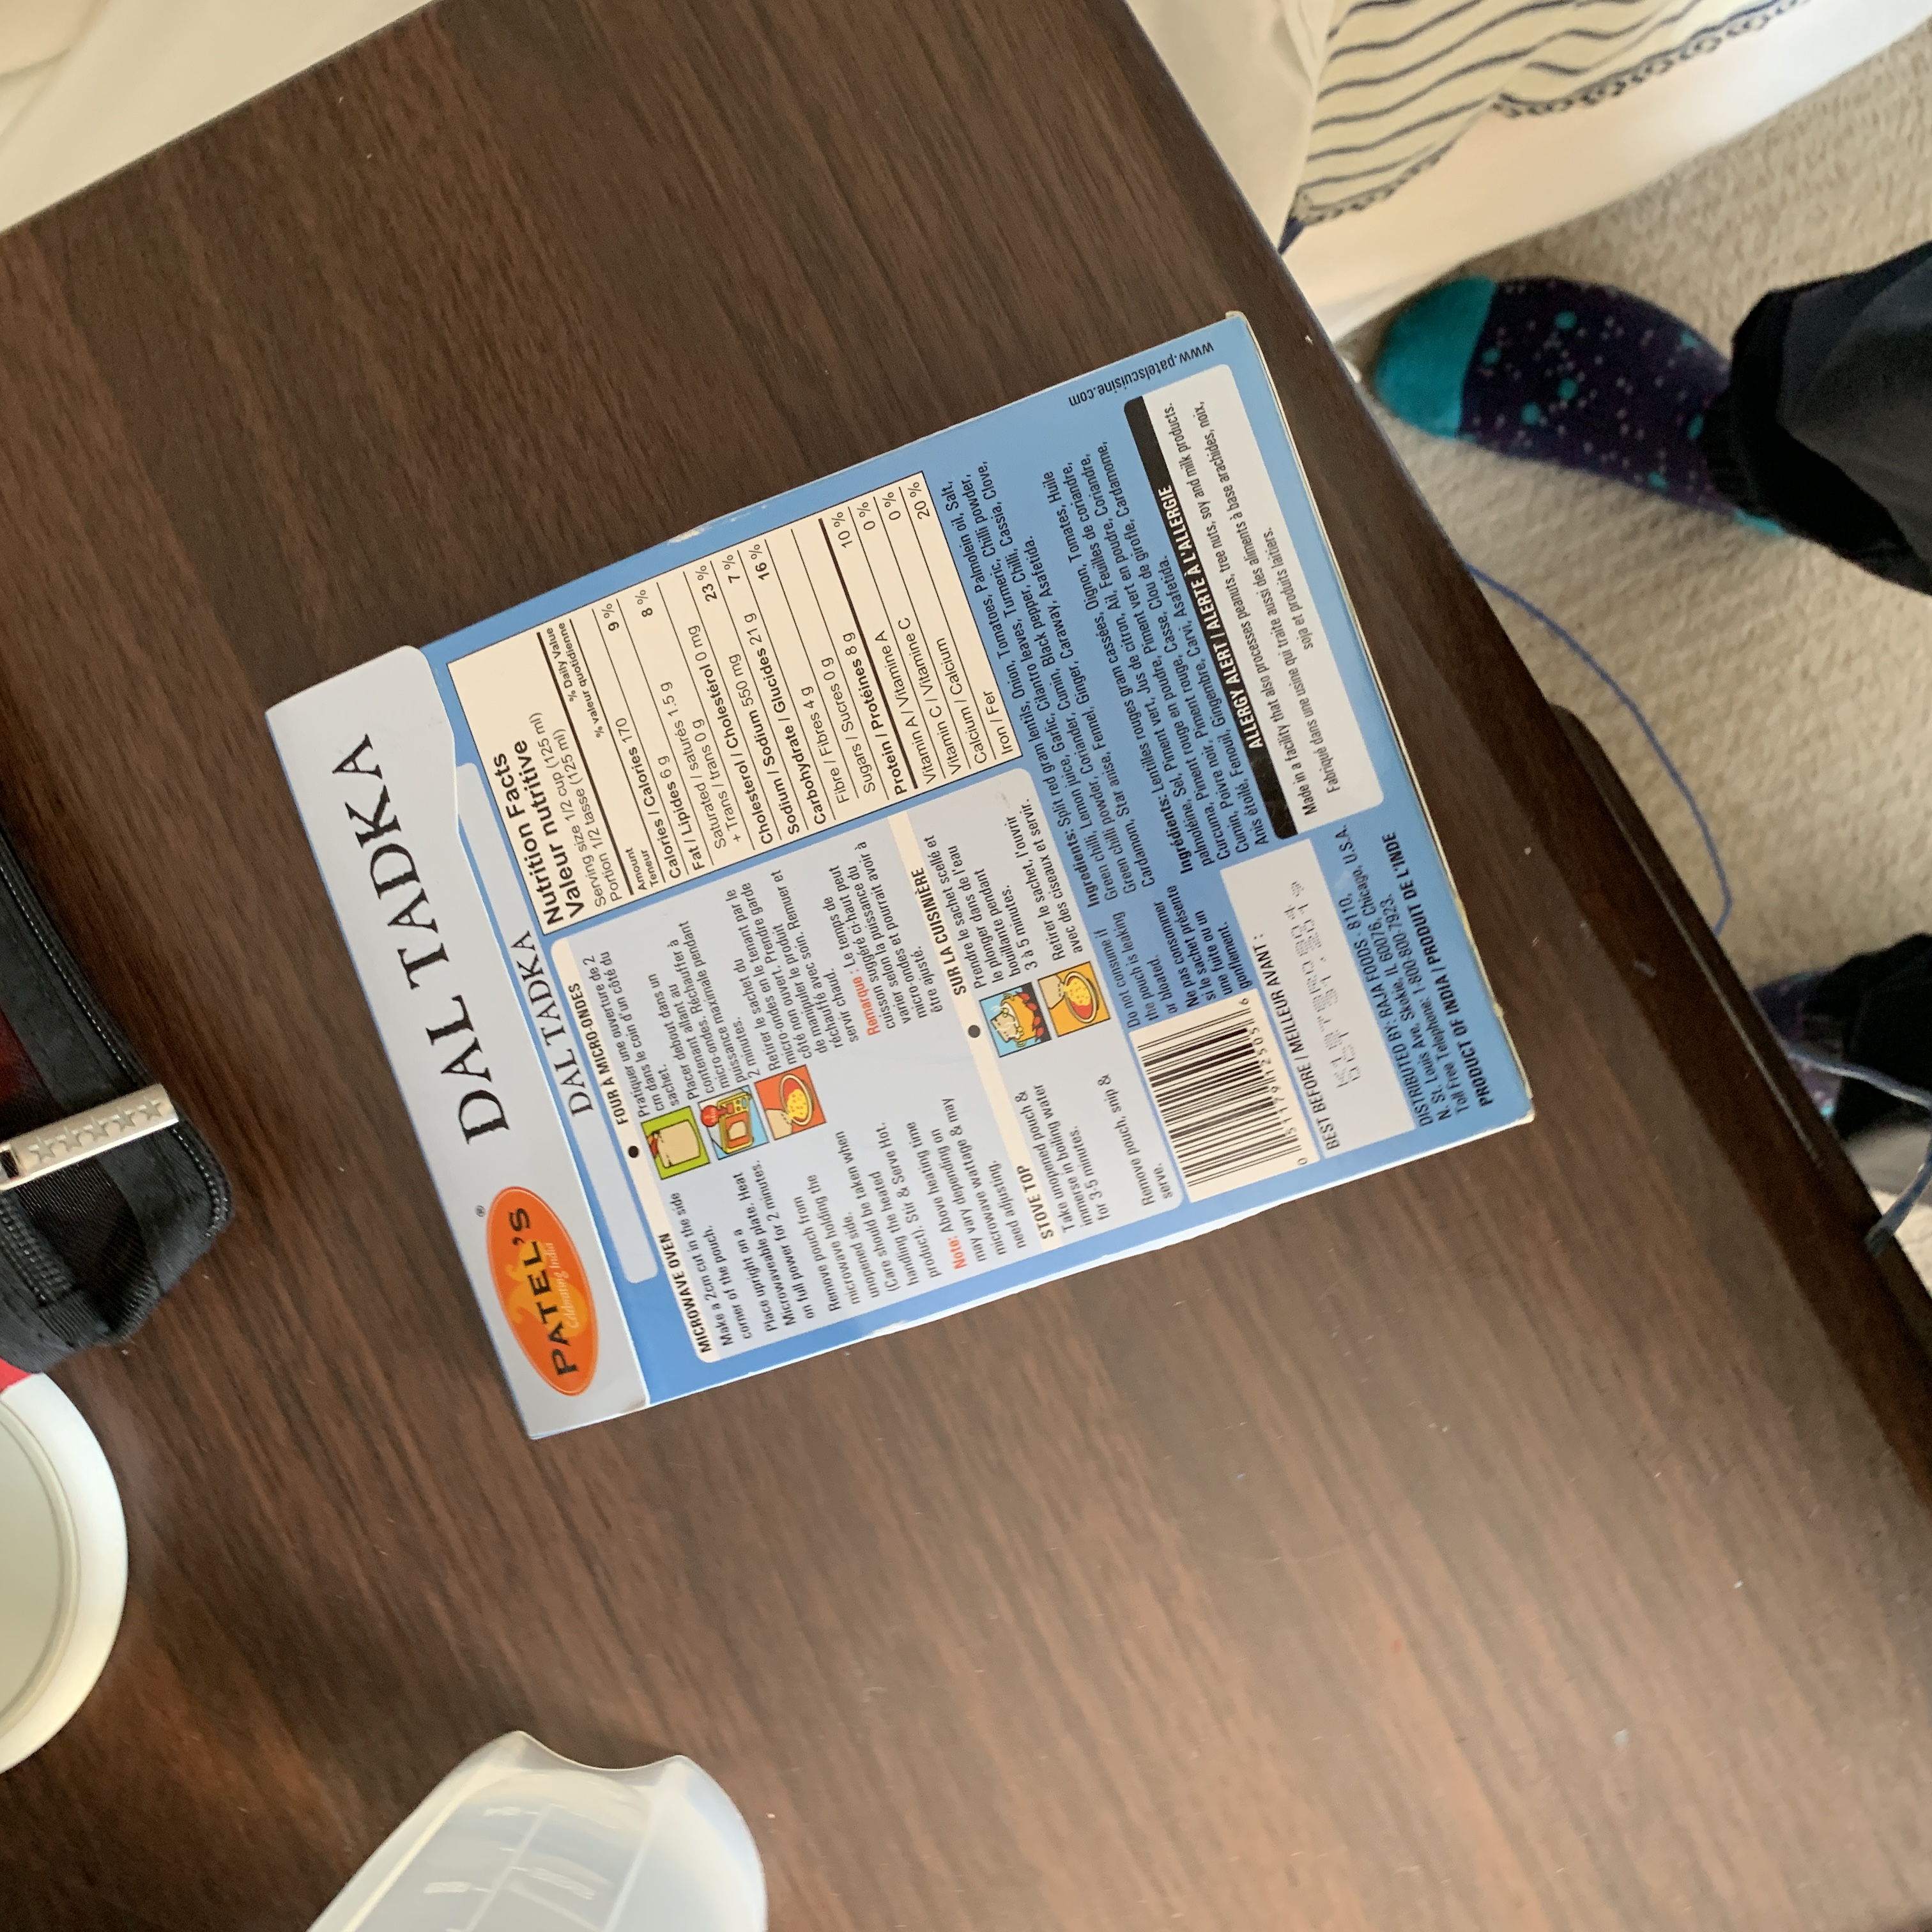 DAL TADKA
PATEL'S
®
Celebrating India
DAL TADKA
MICROWAVE OVEN
Make a 2cm cut in the side
corner of the pouch.
Place upright on a
Microwaveable plate. Heat
on full power for 2 minutes.
Remove pouch from
microwave holding the
unopened side.
(Care should be taken when
handling the heated
product). Stir & Serve Hot.
Note: Above heating time
may vary depending on
microwave wattage & may
need adjusting.
STOVE TOP
Take unopened pouch &
immerse in boiling water
for 3-5 minutes.
Remove pouch, snip &
serve.
FOUR À MICRO-ONDES
Pratiquer une ouverture de 2
cm dans le coin d'un côté du
sachet.
Placer debout dans un
contenant allant au
micro-ondes. Réchauffer à
puissance maximale pendant
2 minutes.
Retirer le sachet du
micro-ondes en le tenant par le
côté non ouvert. Prendre garde
de manipuler le produit
réchauffé avec soin. Remuer et
servir chaud.
Remarque : Le temps de
cuisson suggéré ci-haut peut
varier selon la puissance du
micro-ondes et pourrait avoir à
être ajusté.
SUR LA CUISINIÈRE
Prendre le sachet scellé et
le plonger dans de l'eau
bouillante pendant
3 à 5 minutes.
Retirer le sachet, l'ouvrir
avec des ciseaux et servir.
Nutrition Facts
Valeur nutritive
Serving size 1/2 cup (125 ml)
Portion 1/2 tasse (125 ml)
Amount % Daily Value
Teneur % valeur quotidienne
Calories / Calories 170
Fat / Lipides 6 g 9 %
Saturated / saturés 1.5 g 8 %
+ Trans / trans 0 g
Cholesterol / Cholestérol 0 mg
Sodium / Sodium 550 mg 23 %
Carbohydrate / Glucides 21 g 7 %
Fibre / Fibres 4 g 16 %
Sugars / Sucres 0 g
Protein / Protéines 8 g
Vitamin A / Vitamine A 10 %
Vitamin C / Vitamine C 0 %
Calcium / Calcium 0 %
Iron / Fer 20 %
Ingredients: Split red gram lentils, Onion, Tomatoes, Palmolein oil, Salt,
Green chilli, Lemon juice, Garlic, Cilantro leaves, Turmeric, Chilli powder,
Green chilli powder, Coriander, Cumin, Black pepper, Chilli, Cassia, Clove,
Cardamom, Star anise, Fennel, Ginger, Caraway, Asafetida.
Ingrédients: Lentilles rouges gram cassées, Oignon, Tomates, Huile
palmoléine, Sel, Piment vert, Jus de citron, Ail, Feuilles de coriandre,
Curcuma, Piment rouge en poudre, Piment vert en poudre, Coriandre,
Cumin, Poivre noir, Piment rouge, Casse, Clou de girofle, Cardamome,
Anis étoilé, Fenouil, Gingembre, Carvi, Asafetida.
ALLERGY ALERT / ALERTE À L'ALLERGIE
Made in a facility that also processes peanuts, tree nuts, soy and milk products.
Fabriqué dans une usine qui traite aussi des aliments à base arachides, noix,
soja et produits laitiers.
www.patelscuisine.com
Do not consume if
the pouch is leaking
or bloated.
Ne pas consommer
si le sachet présente
une fuite ou un
gonflement.
0 51179 12505 6
BEST BEFORE / MEILLEUR AVANT :
31.2019
DISTRIBUTED BY: RAJA FOODS - 8110,
N. St. Louis Ave, Skokie, IL 60076, Chicago, U.S.A.
Toll Free Telephone: 1-800-800-7923.
PRODUCT OF INDIA / PRODUIT DE L'INDE